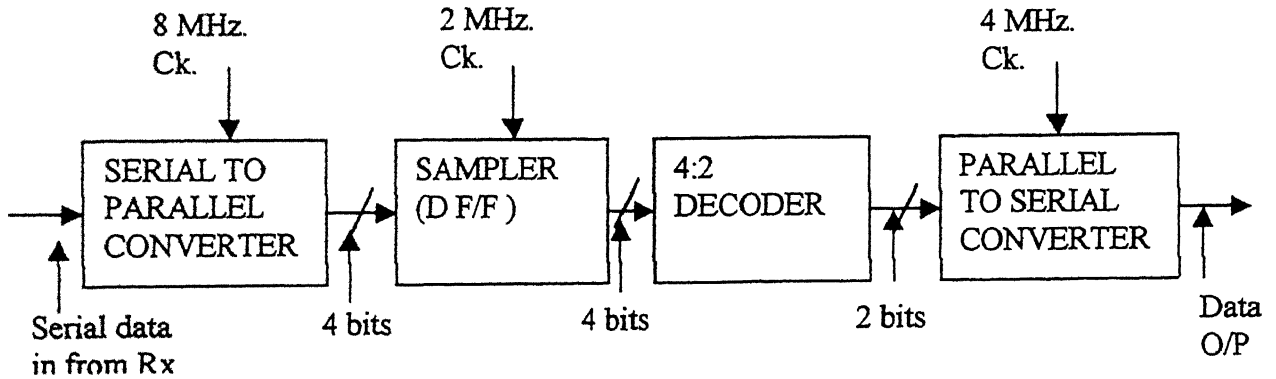 8 MHz.
Ck.
2 MHz.
Ck.
4 MHz.
Ck.
SERIAL TO
PARALLEL
CONVERTER
SAMPLER
(D F/F )
4:2
DECODER
PARALLEL
TO SERIAL
CONVERTER
Serial data
in from Rx
4 bits
4 bits
2 bits
Data
O/P